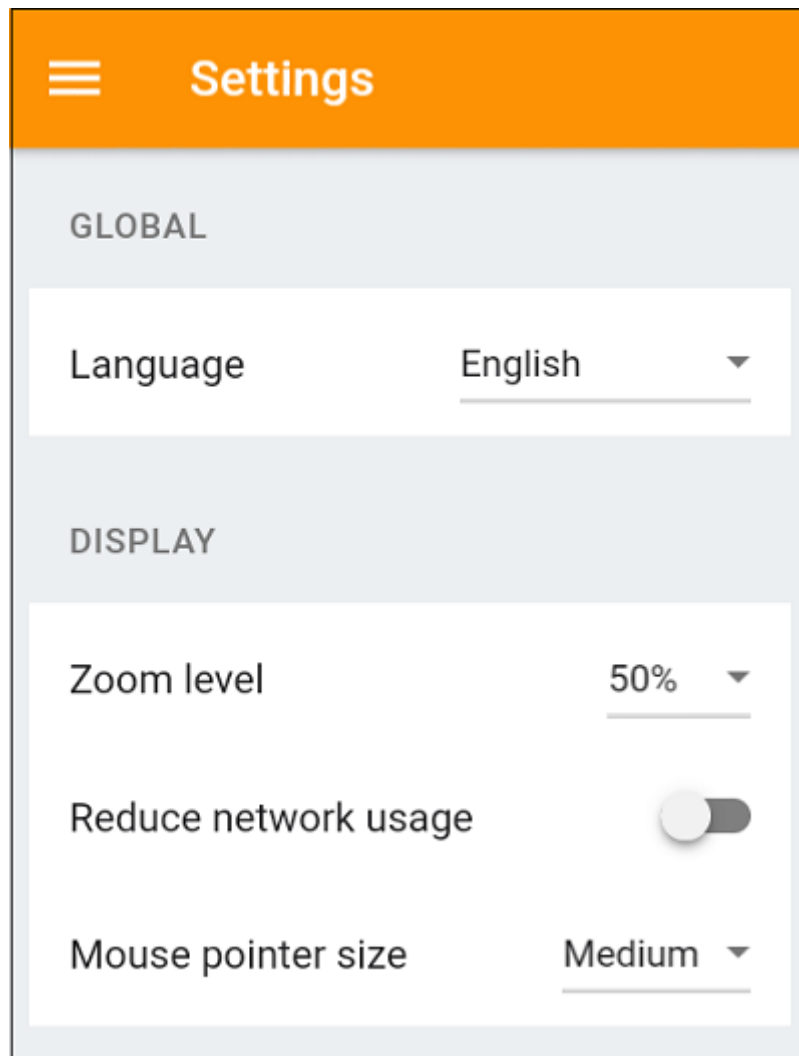 Settings
GLOBAL
Language English
DISPLAY
Zoom level 50%
Reduce network usage
Mouse pointer size Medium